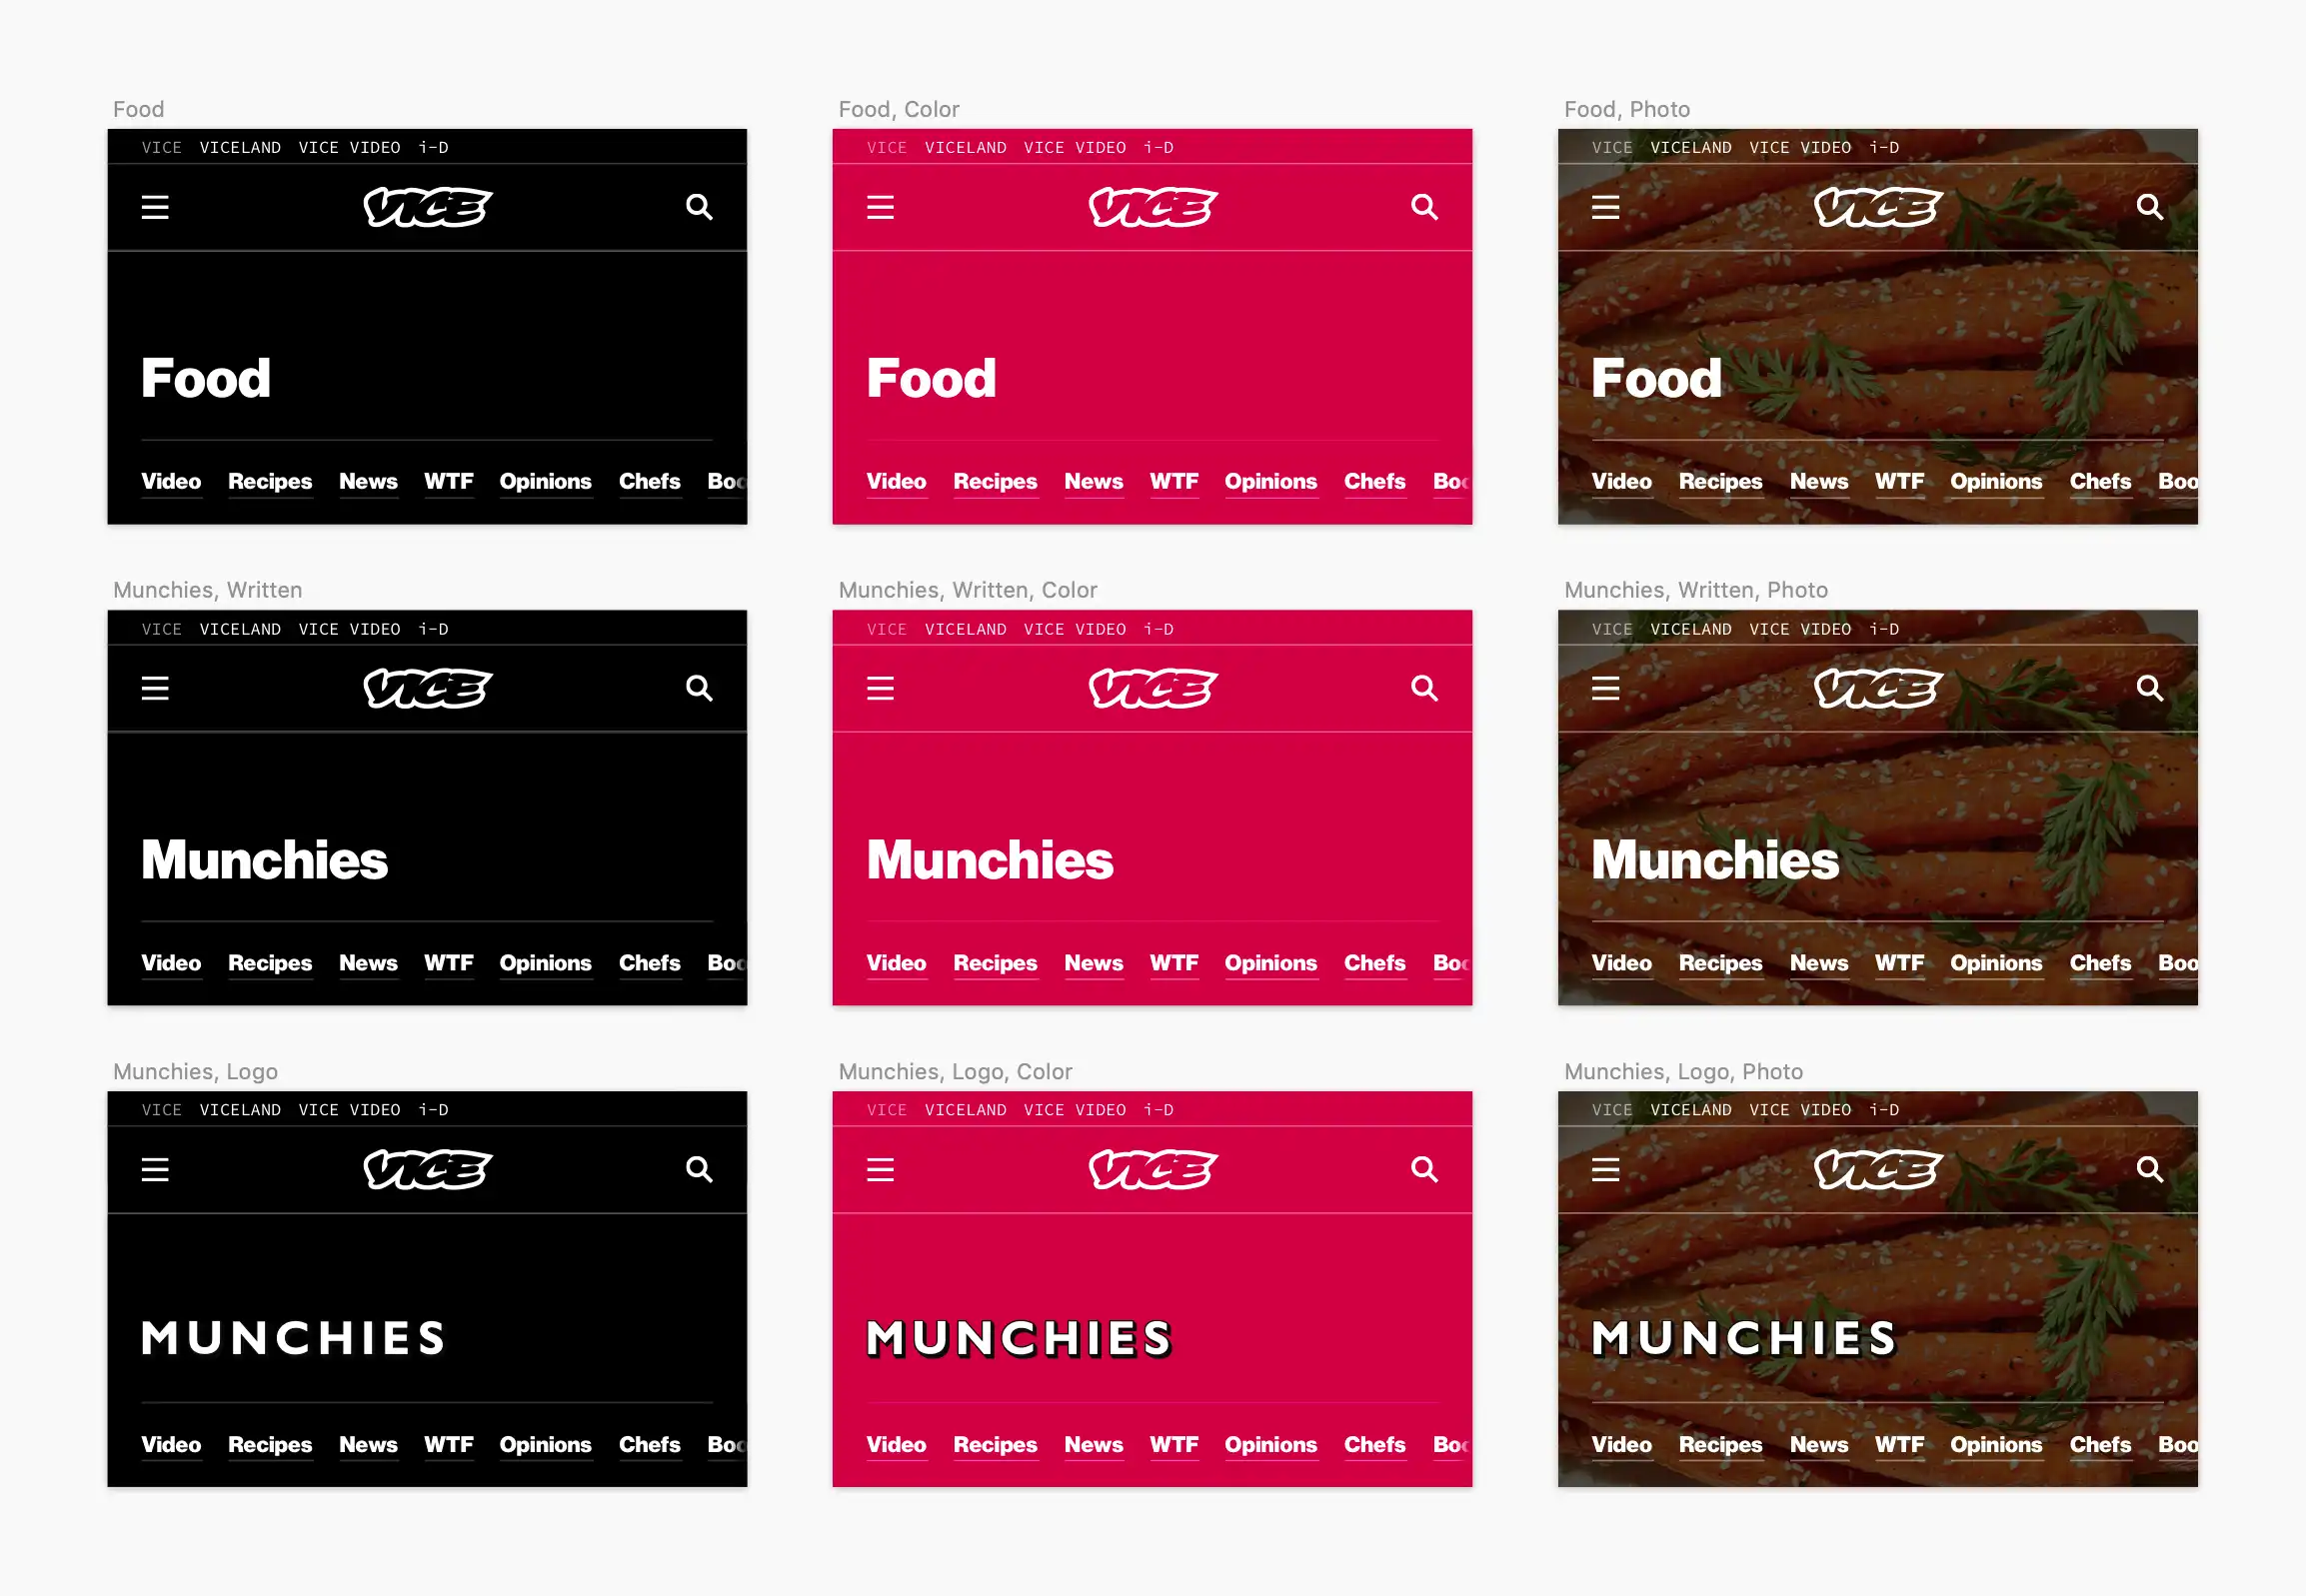 Food
VICE VICELAND VICE VIDEO i-D
VICE
Food
Video Recipes News WTF Opinions Chefs Boo
Food, Color
VICE VICELAND VICE VIDEO i-D
VICE
Food
Video Recipes News WTF Opinions Chefs Boo
Food, Photo
VICE VICELAND VICE VIDEO i-D
VICE
Food
Video Recipes News WTF Opinions Chefs Boo
Munchies, Written
VICE VICELAND VICE VIDEO i-D
VICE
Munchies
Video Recipes News WTF Opinions Chefs Boo
Munchies, Written, Color
VICE VICELAND VICE VIDEO i-D
VICE
Munchies
Video Recipes News WTF Opinions Chefs Boo
Munchies, Written, Photo
VICE VICELAND VICE VIDEO i-D
VICE
Munchies
Video Recipes News WTF Opinions Chefs Boo
Munchies, Logo
VICE VICELAND VICE VIDEO i-D
VICE
MUNCHIES
Video Recipes News WTF Opinions Chefs Boo
Munchies, Logo, Color
VICE VICELAND VICE VIDEO i-D
VICE
MUNCHIES
Video Recipes News WTF Opinions Chefs Boo
Munchies, Logo, Photo
VICE VICELAND VICE VIDEO i-D
VICE
MUNCHIES
Video Recipes News WTF Opinions Chefs Boo